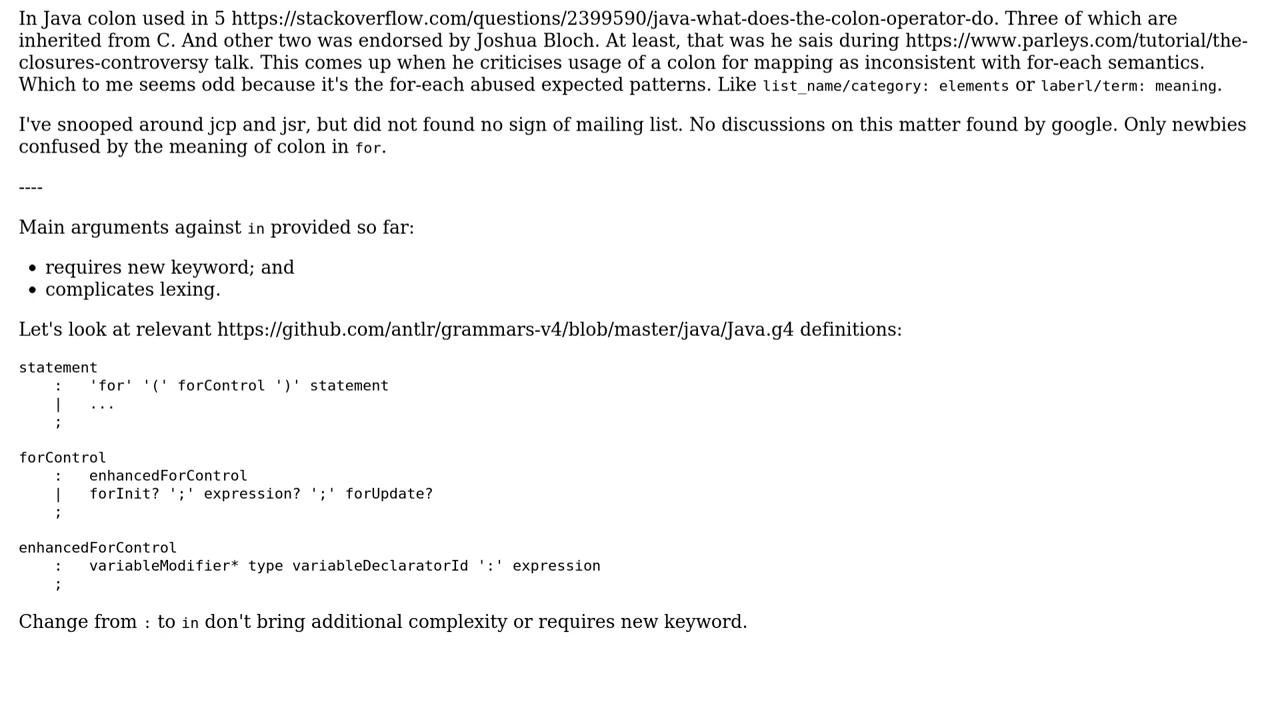 In Java colon used in 5 https://stackoverflow.com/questions/2399590/java-what-does-the-colon-operator-do. Three of which are
inherited from C. And other two was endorsed by Joshua Bloch. At least, that was he sais during https://www.parleys.com/tutorial/the-
closures-controversy talk. This comes up when he criticises usage of a colon for mapping as inconsistent with for-each semantics.
Which to me seems odd because it's the for-each abused expected patterns. Like list_name/category: elements or laberl/term: meaning.
I've snooped around jcp and jsr, but did not found no sign of mailing list. No discussions on this matter found by google. Only newbies
confused by the meaning of colon in for.
----
Main arguments against in provided so far:
• requires new keyword; and
• complicates lexing.
Let's look at relevant https://github.com/antlr/grammars-v4/blob/master/java/Java.g4 definitions:
statement
    :   'for' '(' forControl ')' statement
    |   ...
    ;
forControl
    :   enhancedForControl
    |   forInit? ';' expression? ';' forUpdate?
    ;
enhancedForControl
    :   variableModifier* type variableDeclaratorId ':' expression
    ;
Change from : to in don't bring additional complexity or requires new keyword.